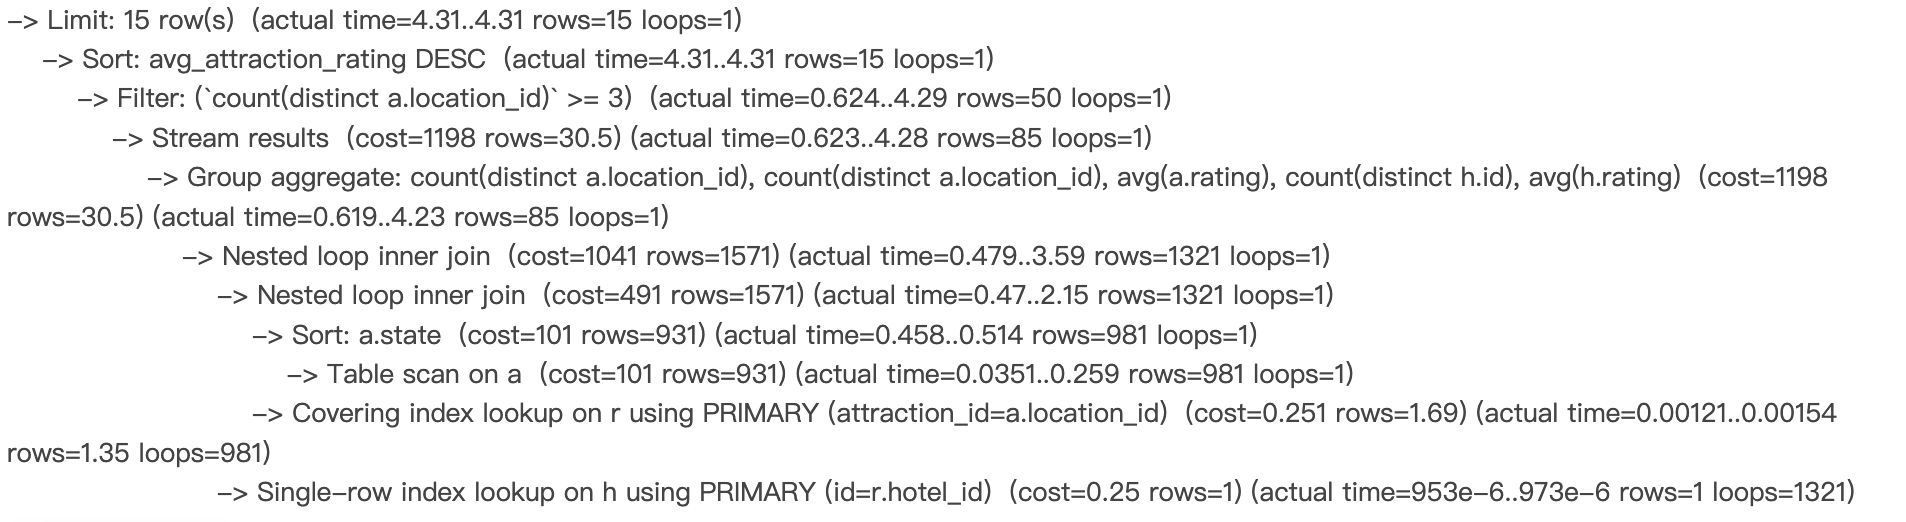 –> Limit: 15 row(s)  (actual time=4.31..4.31 rows=15 loops=1)
–> Sort: avg_attraction_rating DESC  (actual time=4.31..4.31 rows=15 loops=1)
–> Filter: (`count(distinct a.location_id)` >= 3)  (actual time=0.624..4.29 rows=50 loops=1)
–> Stream results  (cost=1198 rows=30.5) (actual time=0.623..4.28 rows=85 loops=1)
–> Group aggregate: count(distinct a.location_id), count(distinct a.location_id), avg(a.rating), count(distinct h.id), avg(h.rating)  (cost=1198
rows=30.5) (actual time=0.619..4.23 rows=85 loops=1)
–> Nested loop inner join  (cost=1041 rows=1571) (actual time=0.479..3.59 rows=1321 loops=1)
–> Nested loop inner join  (cost=491 rows=1571) (actual time=0.47..2.15 rows=1321 loops=1)
–> Sort: a.state  (cost=101 rows=931) (actual time=0.458..0.514 rows=981 loops=1)
–> Table scan on a  (cost=101 rows=931) (actual time=0.0351..0.259 rows=981 loops=1)
–> Covering index lookup on r using PRIMARY (attraction_id=a.location_id)  (cost=0.251 rows=1.69) (actual time=0.00121..0.00154
rows=1.35 loops=981)
–> Single–row index lookup on h using PRIMARY (id=r.hotel_id)  (cost=0.25 rows=1) (actual time=953e–6..973e–6 rows=1 loops=1321)